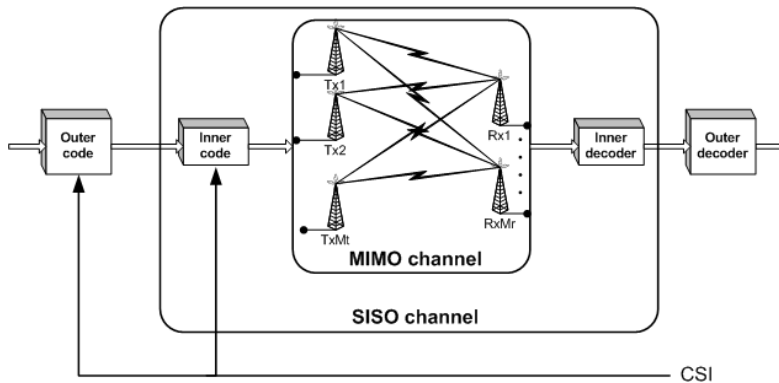 Tx1
Tx2
TxMt
Rx1
RxMr
Outer
code
Inner
code
Inner
decoder
Outer
decoder
MIMO channel
SISO channel
CSI